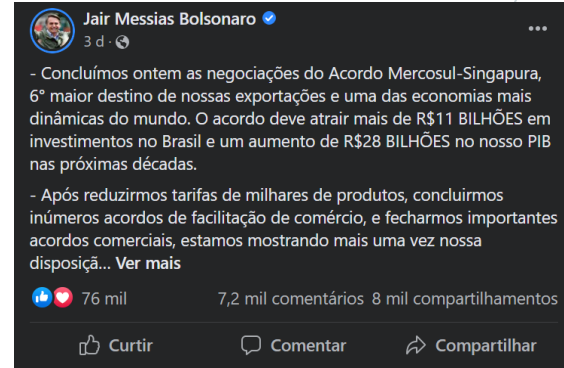 Jair Messias Bolsonaro
3 d ·
- Concluímos ontem as negociações do Acordo Mercosul-Singapura,
6° maior destino de nossas exportações e uma das economias mais
dinâmicas do mundo. O acordo deve atrair mais de R$11 BILHÕES em
investimentos no Brasil e um aumento de R$28 BILHÕES no nosso PIB
nas próximas décadas.
- Após reduzirmos tarifas de milhares de produtos, concluirmos
inúmeros acordos de facilitação de comércio, e fecharmos importantes
acordos comerciais, estamos mostrando mais uma vez nossa
disposiçã... Ver mais
76 mil 7,2 mil comentários 8 mil compartilhamentos
Curtir Comentar Compartilhar